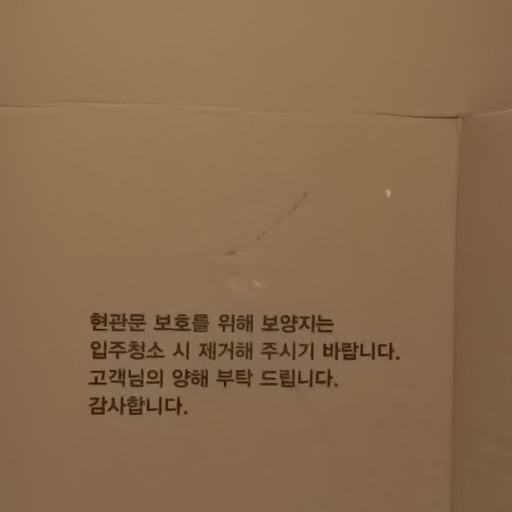 현관문 보호를 위해 보양지는
입주청소 시 제거해 주시기 바랍니다.
고객님의 양해 부탁 드립니다.
감사합니다.